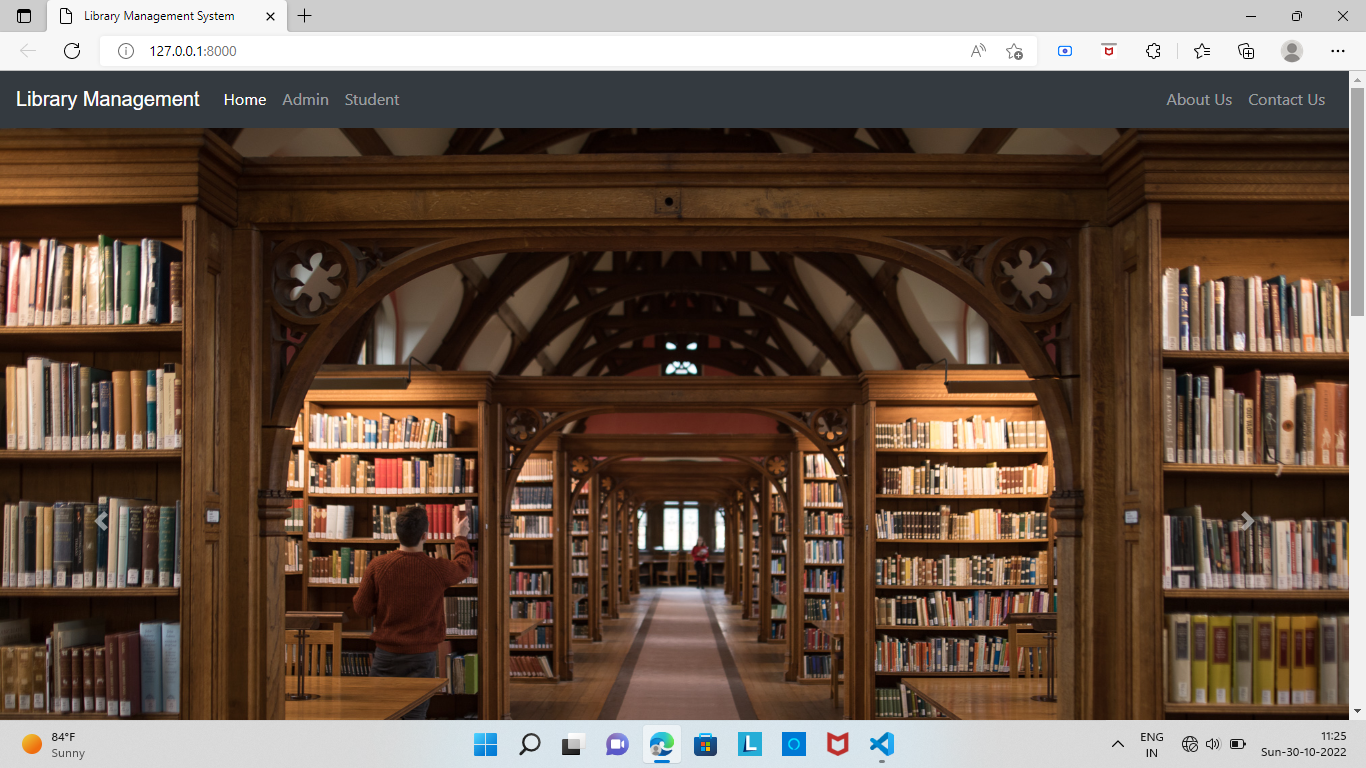 Library Management System
127.0.0.1:8000
Library Management Home Admin Student About Us Contact Us
84°F
Sunny
ENG
IN
11:25
Sun-30-10-2022